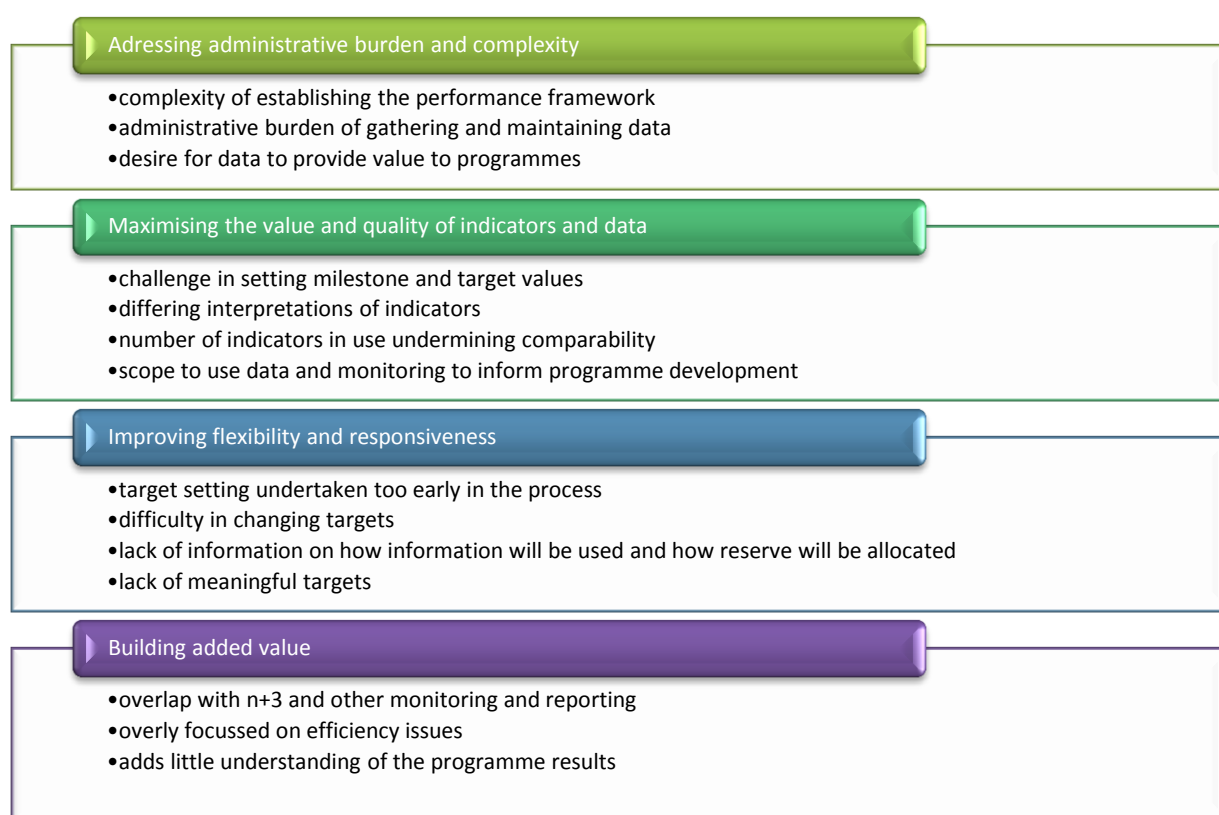 Adressing administrative burden and complexity
•complexity of establishing the performance framework
•administrative burden of gathering and maintaining data
•desire for data to provide value to programmes
Maximising the value and quality of indicators and data
•challenge in setting milestone and target values
•differing interpretations of indicators
•number of indicators in use undermining comparability
•scope to use data and monitoring to inform programme development
Improving flexibility and responsiveness
•target setting undertaken too early in the process
•difficulty in changing targets
•lack of information on how information will be used and how reserve will be allocated
•lack of meaningful targets
Building added value
•overlap with n+3 and other monitoring and reporting
•overly focussed on efficiency issues
•adds little understanding of the programme results